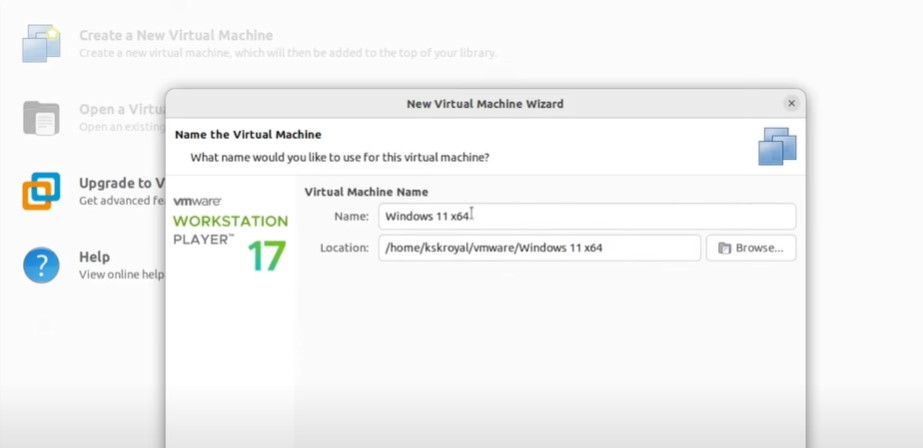 Create a New Virtual Machine
Create a new virtual machine, which will then be added to the top of your library.
Open a Virtu
Open an existing
Upgrade to V
Get advanced fe
Help
View online help
New Virtual Machine Wizard
Name the Virtual Machine
What name would you like to use for this virtual machine?
vmware
WORKSTATION
PLAYER™
17
Virtual Machine Name
Name: Windows 11 x64
Location: /home/kskroyal/vmware/Windows 11 x64 Browse...